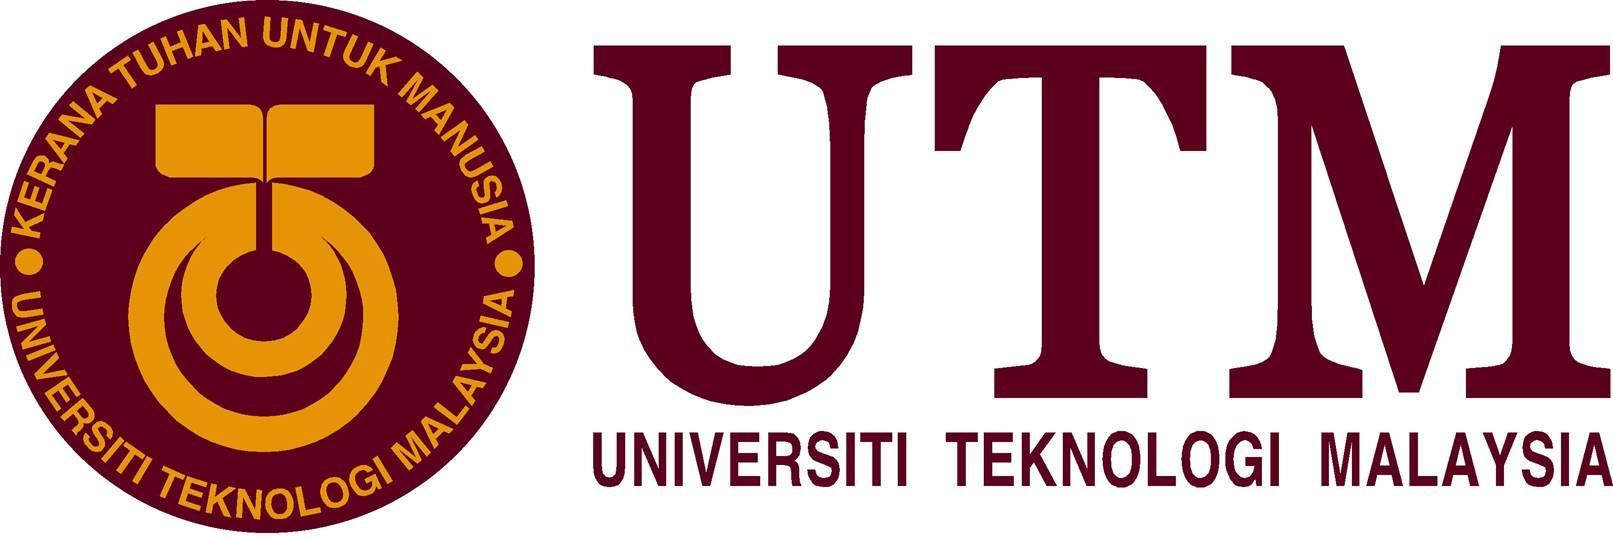 KERANA TUHAN UNTUK MANUSIA
UNIVERSITI TEKNOLOGI MALAYSIA
UTM
UNIVERSITI TEKNOLOGI MALAYSIA